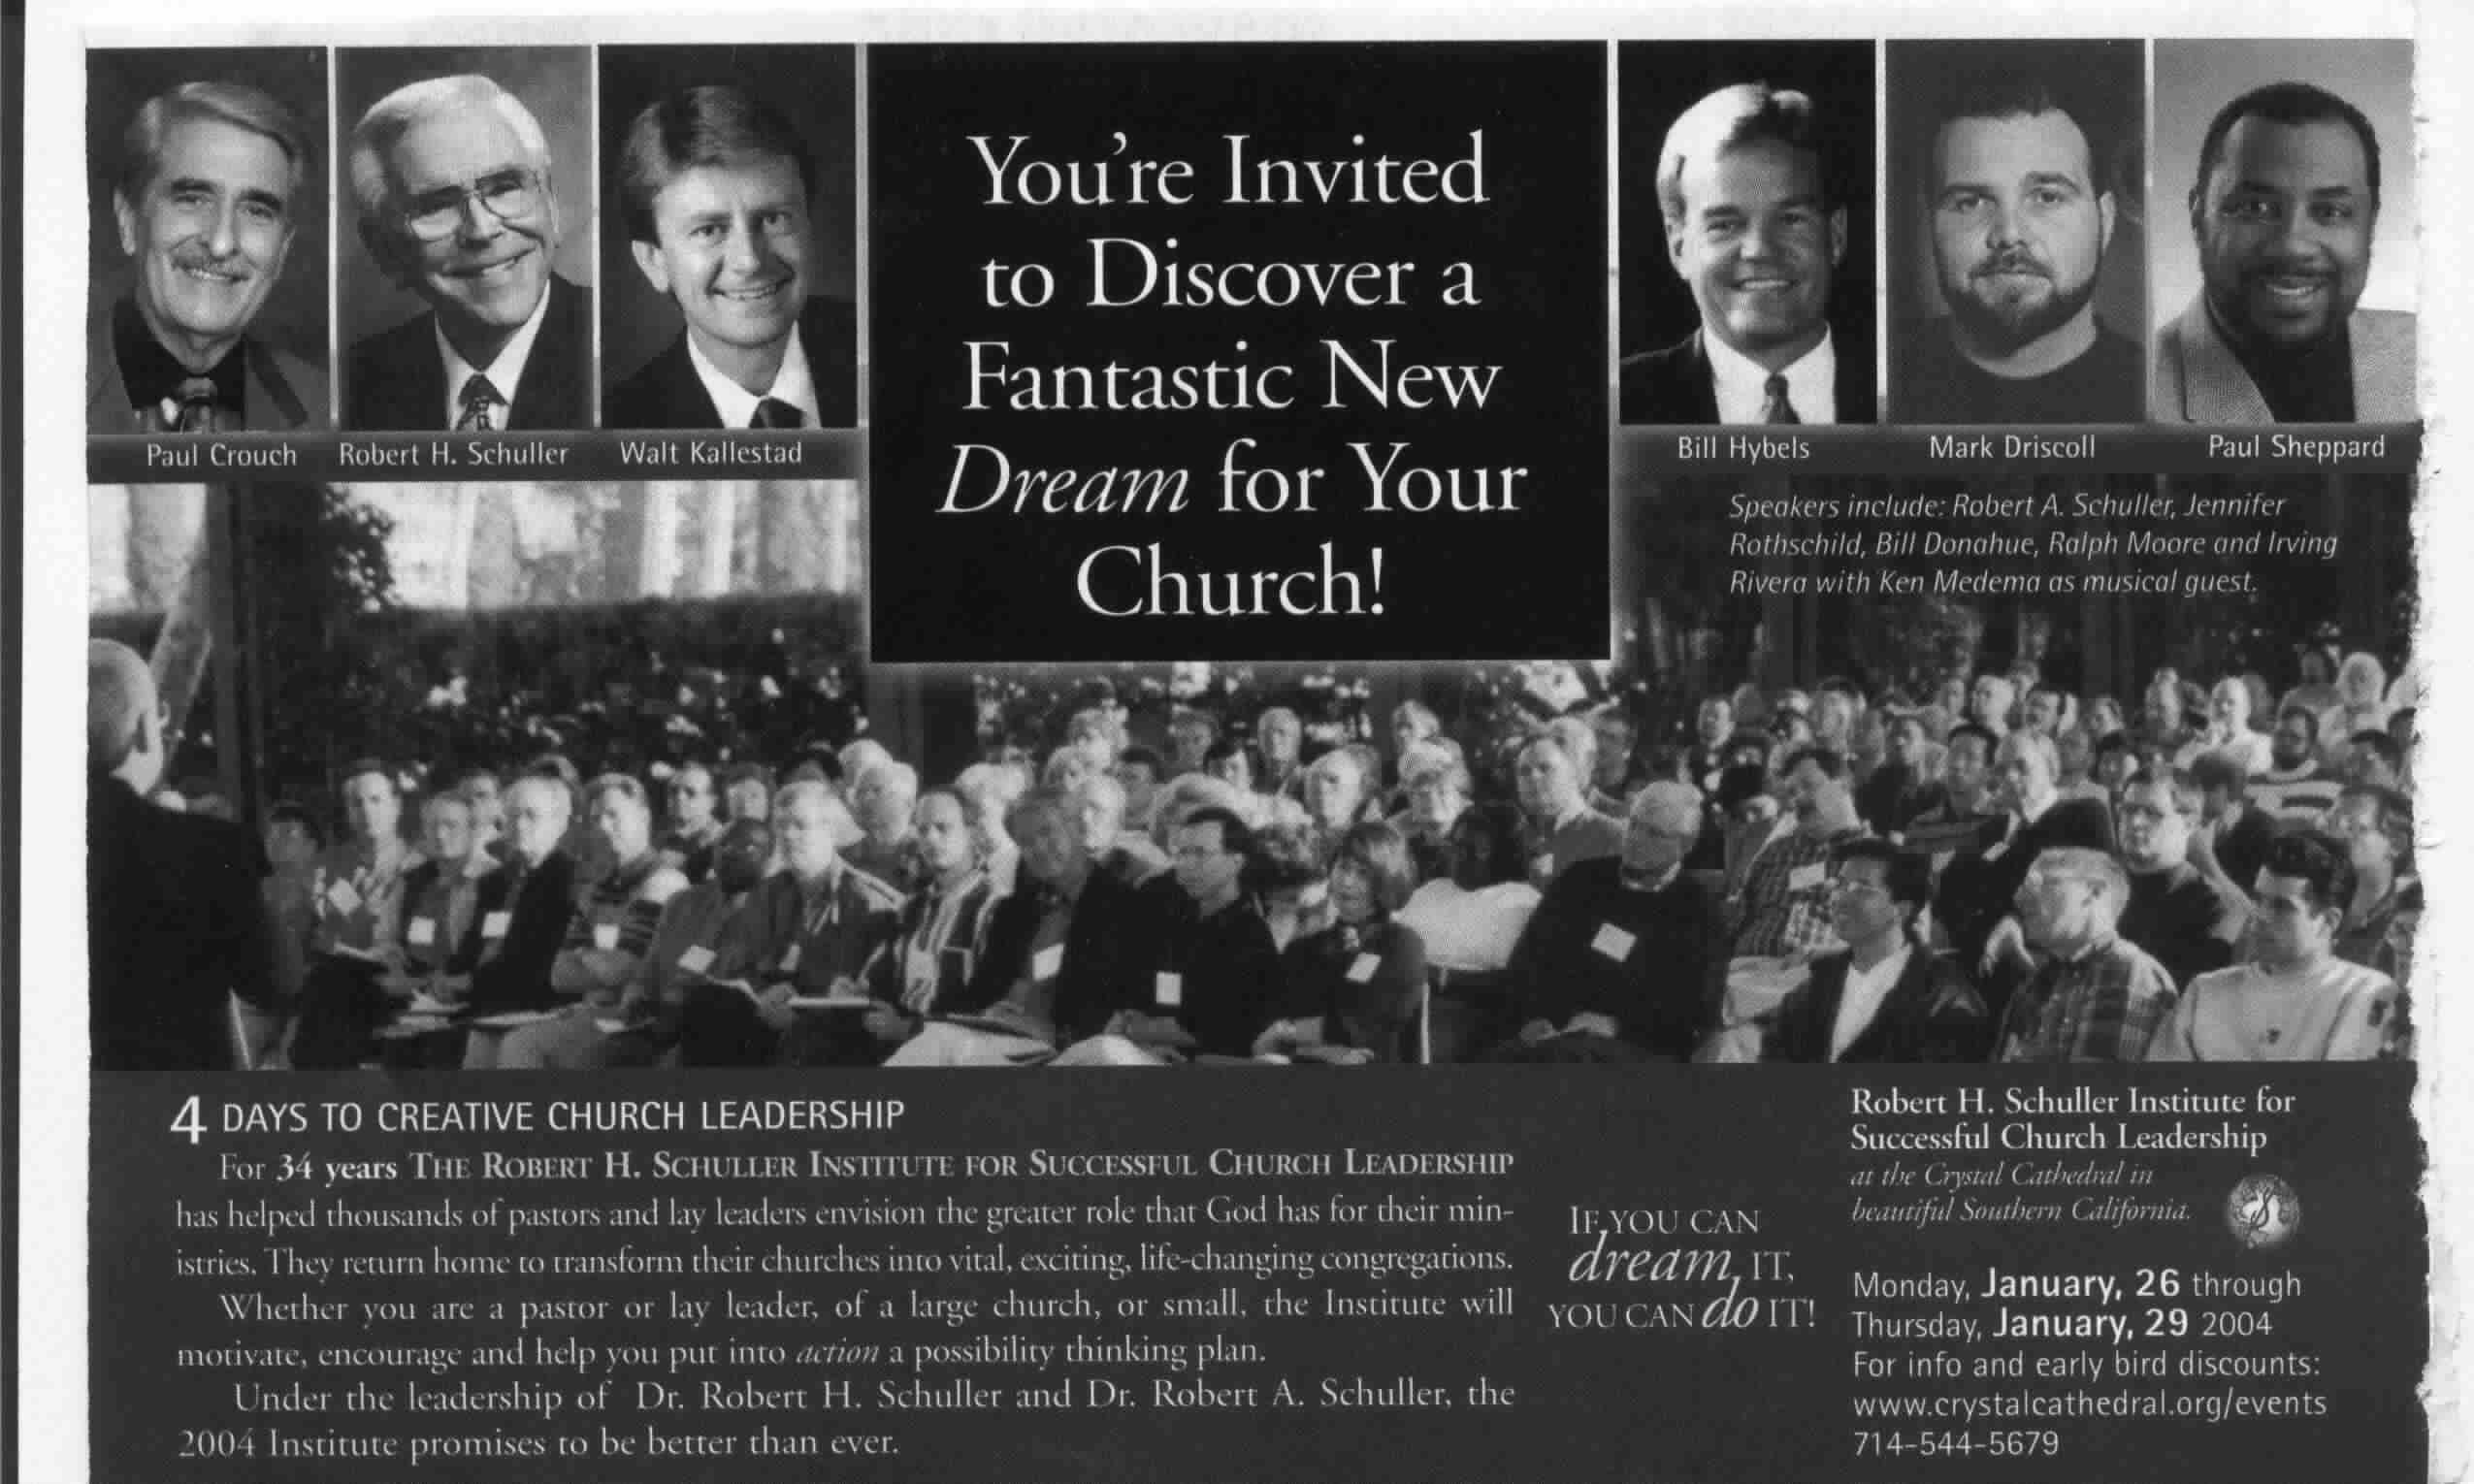 You're Invited
to Discover a
Fantastic New
Dream for Your
Church!
Paul Crouch
Robert H. Schuller
Walt Kallestad
Bill Hybels
Mark Driscoll
Paul Sheppard
Speakers include: Robert A. Schuller, Jennifer
Rothschild, Bill Donahue, Ralph Moore and Irving
Rivera with Ken Medema as musical guest.
4 DAYS TO CREATIVE CHURCH LEADERSHIP
For 34 years THE ROBERT H. SCHULLER INSTITUTE FOR SUCCESSFUL CHURCH LEADERSHIP
has helped thousands of pastors and lay leaders envision the greater role that God has for their min-
istries. They return home to transform their churches into vital, exciting, life-changing congregations.
Whether you are a pastor or lay leader, of a large church, or small, the Institute will
motivate, encourage and help you put into action a possibility thinking plan.
Under the leadership of Dr. Robert H. Schuller and Dr. Robert A. Schuller, the
2004 Institute promises to be better than ever.
IF YOU CAN
dream IT,
YOU CAN do IT!
Robert H. Schuller Institute for
Successful Church Leadership
at the Crystal Cathedral in
beautiful Southern California.
Monday, January, 26 through
Thursday, January, 29 2004
For info and early bird discounts:
www.crystalcathedral.org/events
714-544-5679